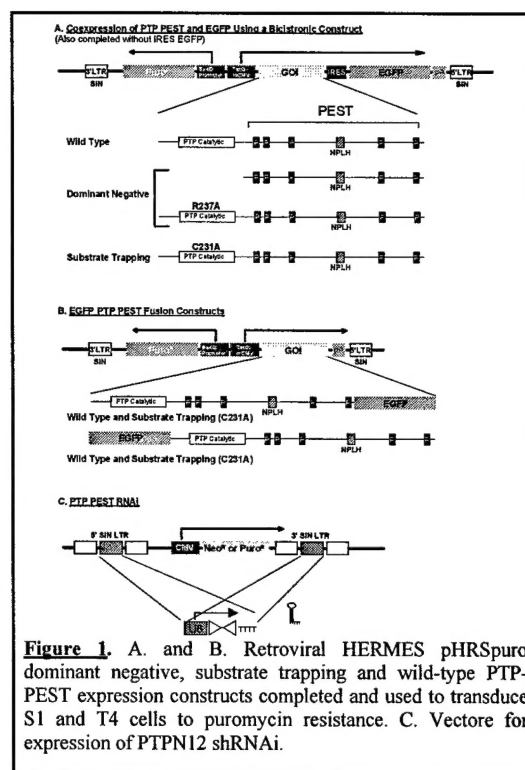 A. Coexpression of PTP PEST and EGFP Using a Bicistronic Construct
(Also completed without IRES EGFP)
5'LTR GOI IRES EGFP pA 5'LTR
SIN SIN
PEST
Wild Type PTP Catalytic NPLH
Dominant Negative
R237A
PTP Catalytic NPLH
C231A
Substrate Trapping PTP Catalytic NPLH
B. EGFP PTP PEST Fusion Constructs
5'LTR GOI 5'LTR
SIN SIN
PTP Catalytic NPLH EGFP
Wild Type and Substrate Trapping (C231A)
EGFP PTP Catalytic NPLH
Wild Type and Substrate Trapping (C231A)
C. PTP PEST RNAi
5' SIN LTR 3' SIN LTR
CMV Neoᴿ or Puroᴿ
U6 TTTT
Figure 1. A. and B. Retroviral HERMES pHRSpuro
dominant negative, substrate trapping and wild-type PTP-
PEST expression constructs completed and used to transduce
S1 and T4 cells to puromycin resistance. C. Vectore for
expression of PTPN12 shRNAi.